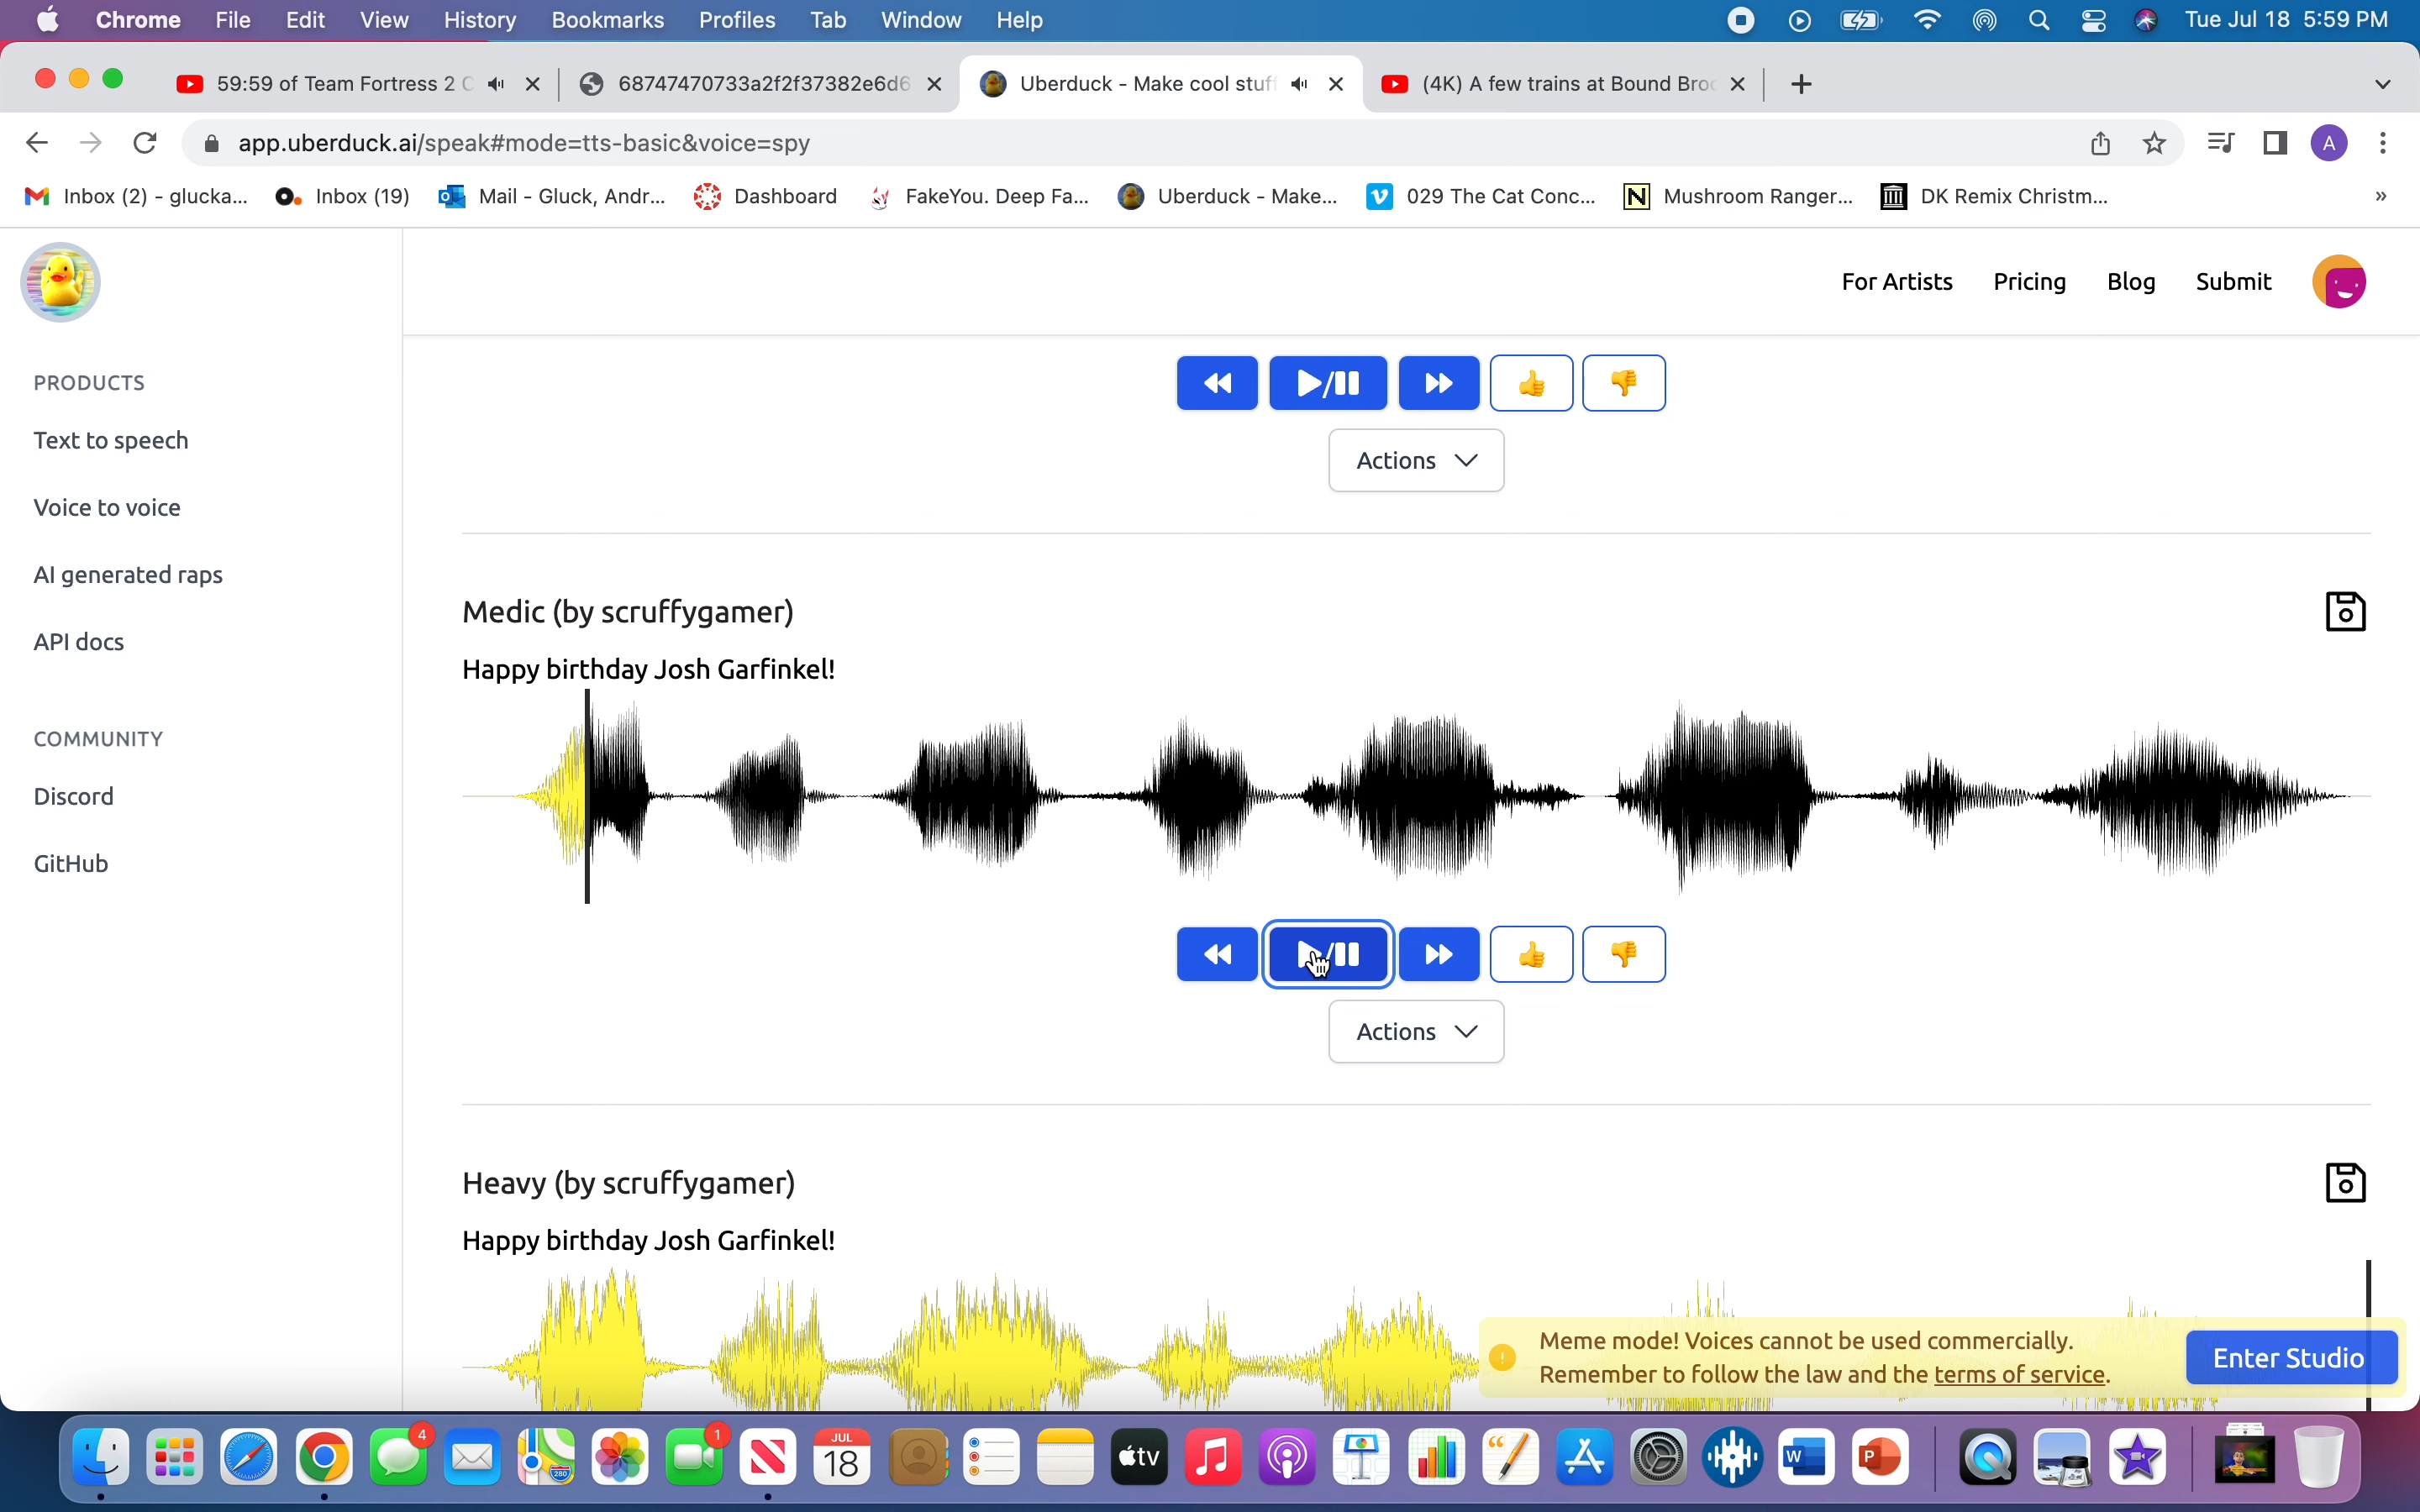 Chrome File Edit View History Bookmarks Profiles Tab Window Help Tue Jul 18 5:59 PM
59:59 of Team Fortress 2 68747470733a2f2f37382e6d6 Uberduck - Make cool stuf (4K) A few trains at Bound Broo
app.uberduck.ai/speak#mode=tts-basic&voice=spy A
Inbox (2) - glucka... Inbox (19) Mail - Gluck, Andr... Dashboard FakeYou. Deep Fa... Uberduck - Make... 029 The Cat Conc... N Mushroom Ranger... DK Remix Christm... »
For Artists Pricing Blog Submit
PRODUCTS
Text to speech
Voice to voice
AI generated raps
API docs
COMMUNITY
Discord
GitHub
Actions
Medic (by scruffygamer)
Happy birthday Josh Garfinkel!
Actions
Heavy (by scruffygamer)
Happy birthday Josh Garfinkel!
Meme mode! Voices cannot be used commercially.
Remember to follow the law and the terms of service.
Enter Studio
4 280 1 JUL 18 tv W P